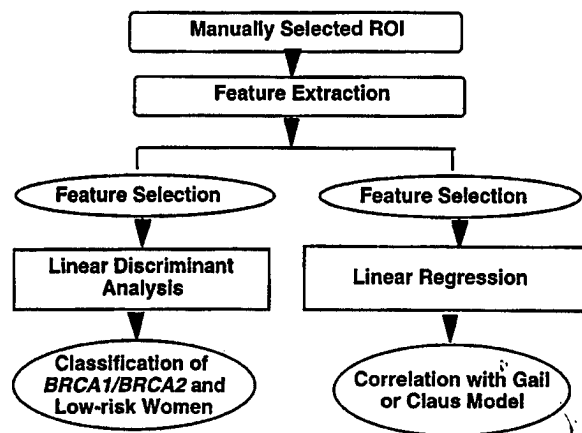 Manually Selected ROI
Feature Extraction
Feature Selection
Linear Discriminant
Analysis
Classification of
BRCA1/BRCA2 and
Low-risk Women
Feature Selection
Linear Regression
Correlation with Gail
or Claus Model